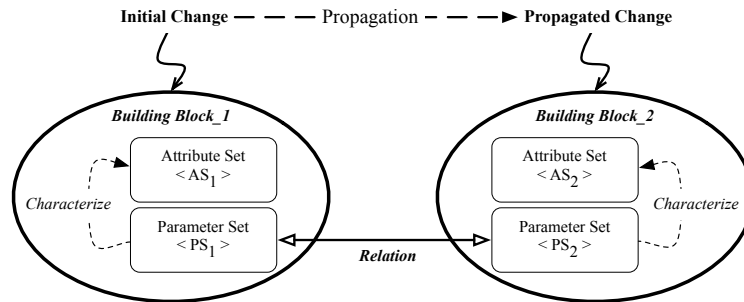 Initial Change Propagation Propagated Change
Building Block_1
Building Block_2
Attribute Set
< AS1 >
Attribute Set
< AS2 >
Characterize
Characterize
Parameter Set
< PS1 >
Parameter Set
< PS2 >
Relation